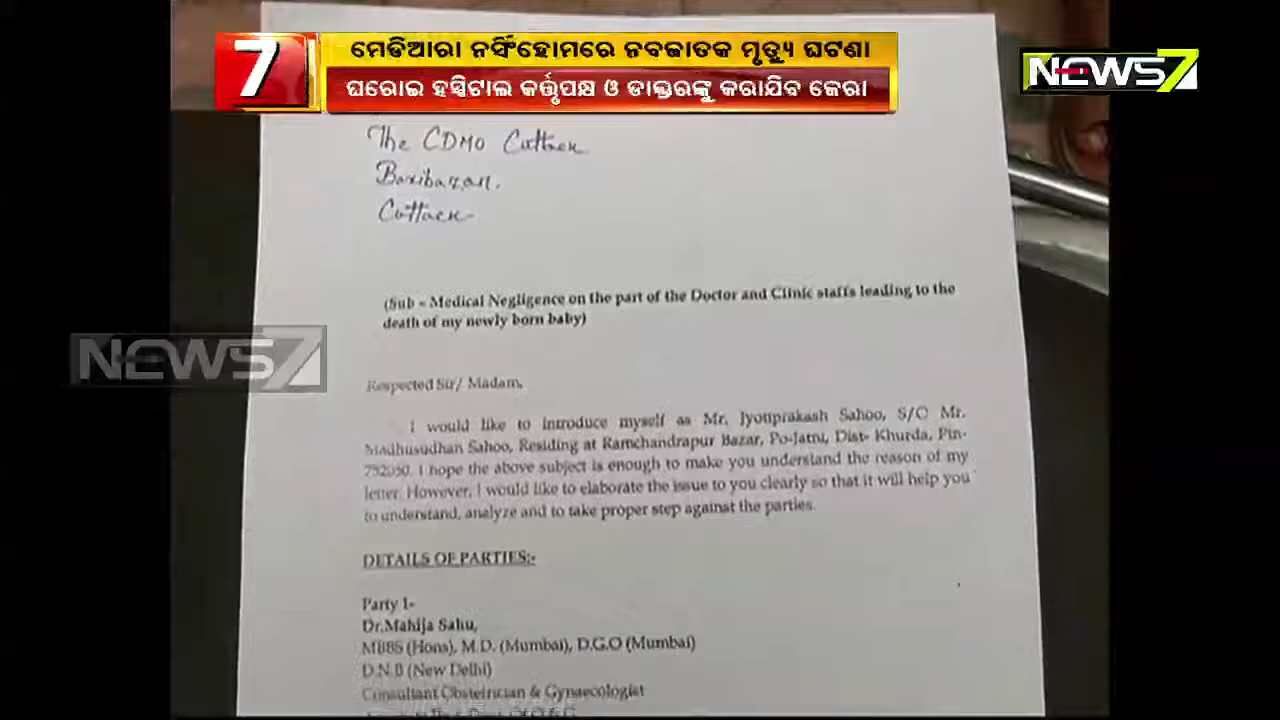 7
ମେଡିଆରା ନର୍ସିଂହୋମରେ ନବଜାତକ ମୃତ୍ୟୁ ଘଟଣା
ଘରୋଇ ହସ୍ପିଟାଲ କର୍ତ୍ତୃପକ୍ଷ ଓ ଡାକ୍ତରଙ୍କୁ କରାଯିବ ଜେରା
NEWS7
The CDMO Cuttack
Baxibazar.
Cuttack
(Sub - Medical Negligence on the part of the Doctor and Clinic staffs leading to the
death of my newly born baby)
NEWS7
Respected Sir/ Madam,
I would like to introduce myself as Mr. Jyotiprakash Sahoo, S/O Mr.
Madhusudhan Sahoo, Residing at Ramchandrapur Bazar, Po-Jatni, Dist- Khurda, Pin-
752050. I hope the above subject is enough to make you understand the reason of my
letter. However, I would like to elaborate the issue to you clearly so that it will help you
to understand, analyze and to take proper step against the parties.
DETAILS OF PARTIES:-
Party 1-
Dr.Mahija Sahu,
MBBS (Hons), M.D. (Mumbai), D.G.O (Mumbai)
D.N.B (New Delhi)
Consultant Obstetrician & Gynaecologist